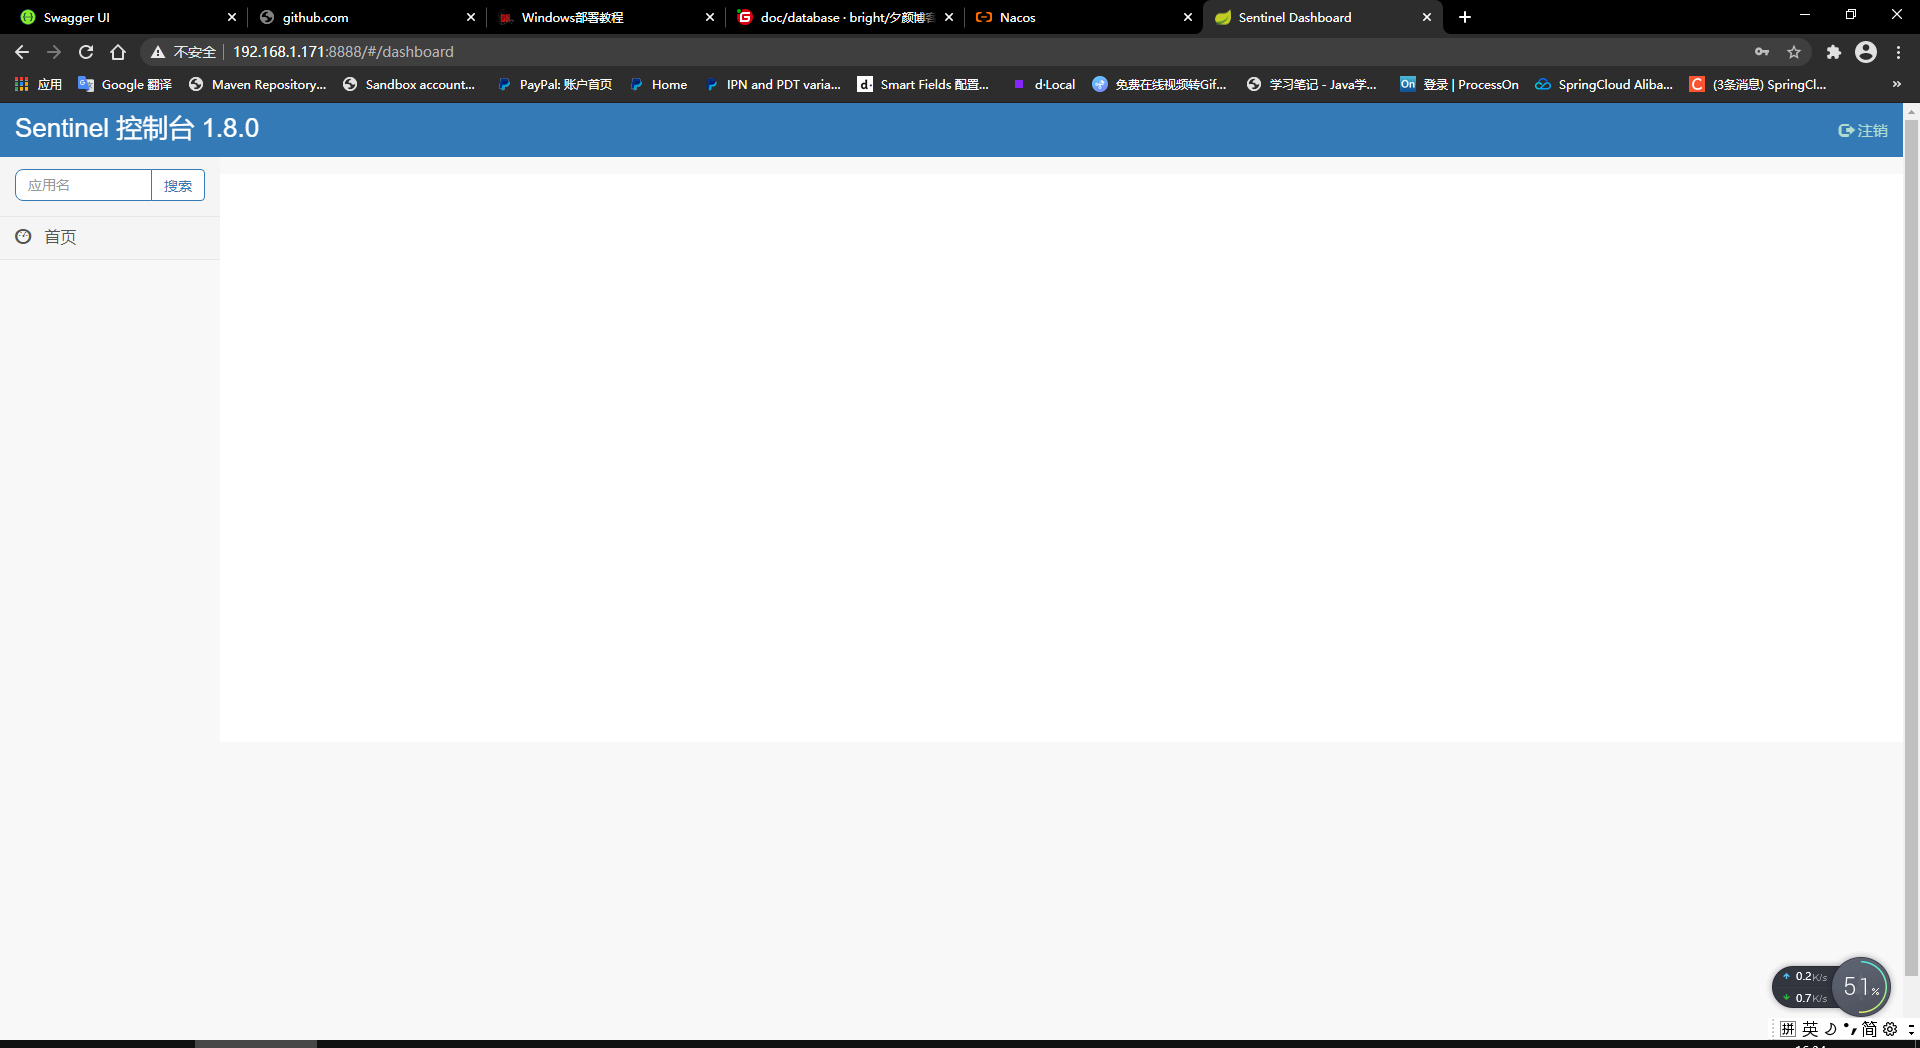 Swagger UI
github.com
Windows部署教程
doc/database · bright/夕颜博客
Nacos
Sentinel Dashboard
不安全 192.168.1.171:8888/#/dashboard
应用
Google 翻译
Maven Repository...
Sandbox account...
PayPal: 账户首页
Home
IPN and PDT varia...
d· Smart Fields 配置...
d·Local
免费在线视频转Gif...
学习笔记 - Java学...
On 登录 | ProcessOn
SpringCloud Aliba...
C (3条消息) SpringCl...
Sentinel 控制台 1.8.0
注销
应用名
搜索
首页
0.2K/s
0.7K/s
51%
拼 英 简